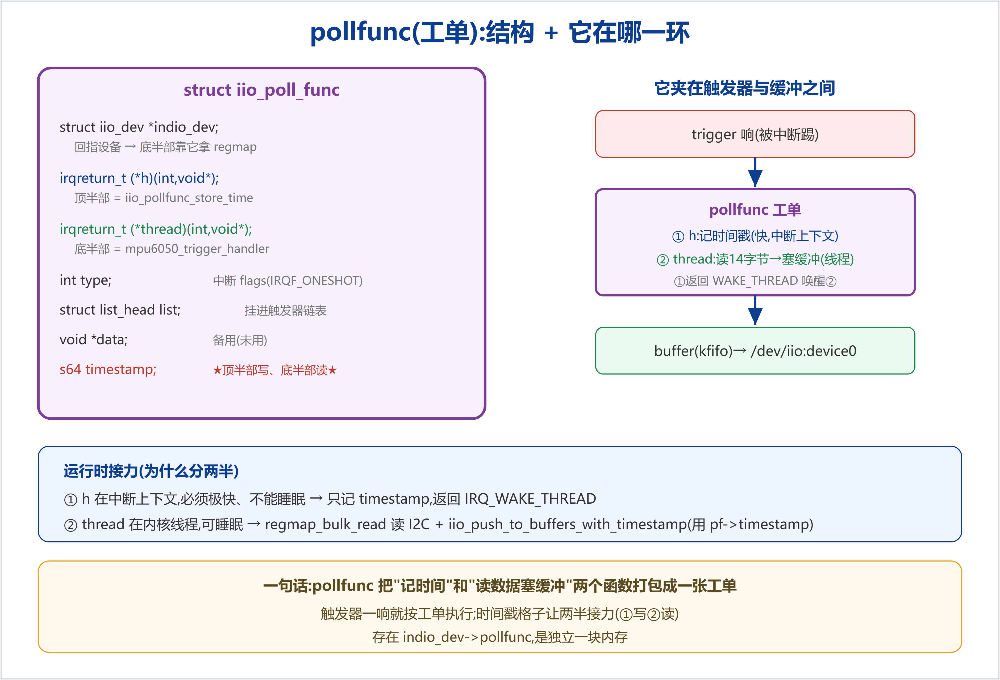 pollfunc(工单):结构 + 它在哪一环
struct iio_poll_func
struct iio_dev *indio_dev;
回指设备 → 底半部靠它拿 regmap
irqreturn_t (*h)(int,void*);
顶半部 = iio_pollfunc_store_time
irqreturn_t (*thread)(int,void*);
底半部 = mpu6050_trigger_handler
int type; 中断 flags(IRQF_ONESHOT)
struct list_head list; 挂进触发器链表
void *data; 备用(未用)
s64 timestamp; ★顶半部写、底半部读★
它夹在触发器与缓冲之间
trigger 响(被中断踢)
pollfunc 工单
① h:记时间戳(快,中断上下文)
② thread:读14字节→塞缓冲(线程)
①返回 WAKE_THREAD 唤醒②
buffer(kfifo)→ /dev/iio:device0
运行时接力(为什么分两半)
① h 在中断上下文,必须极快、不能睡眠 → 只记 timestamp,返回 IRQ_WAKE_THREAD
② thread 在内核线程,可睡眠 → regmap_bulk_read 读 I2C + iio_push_to_buffers_with_timestamp(用 pf->timestamp)
一句话:pollfunc 把"记时间"和"读数据塞缓冲"两个函数打包成一张工单
触发器一响就按工单执行;时间戳格子让两半接力(①写②读)
存在 indio_dev->pollfunc,是独立一块内存